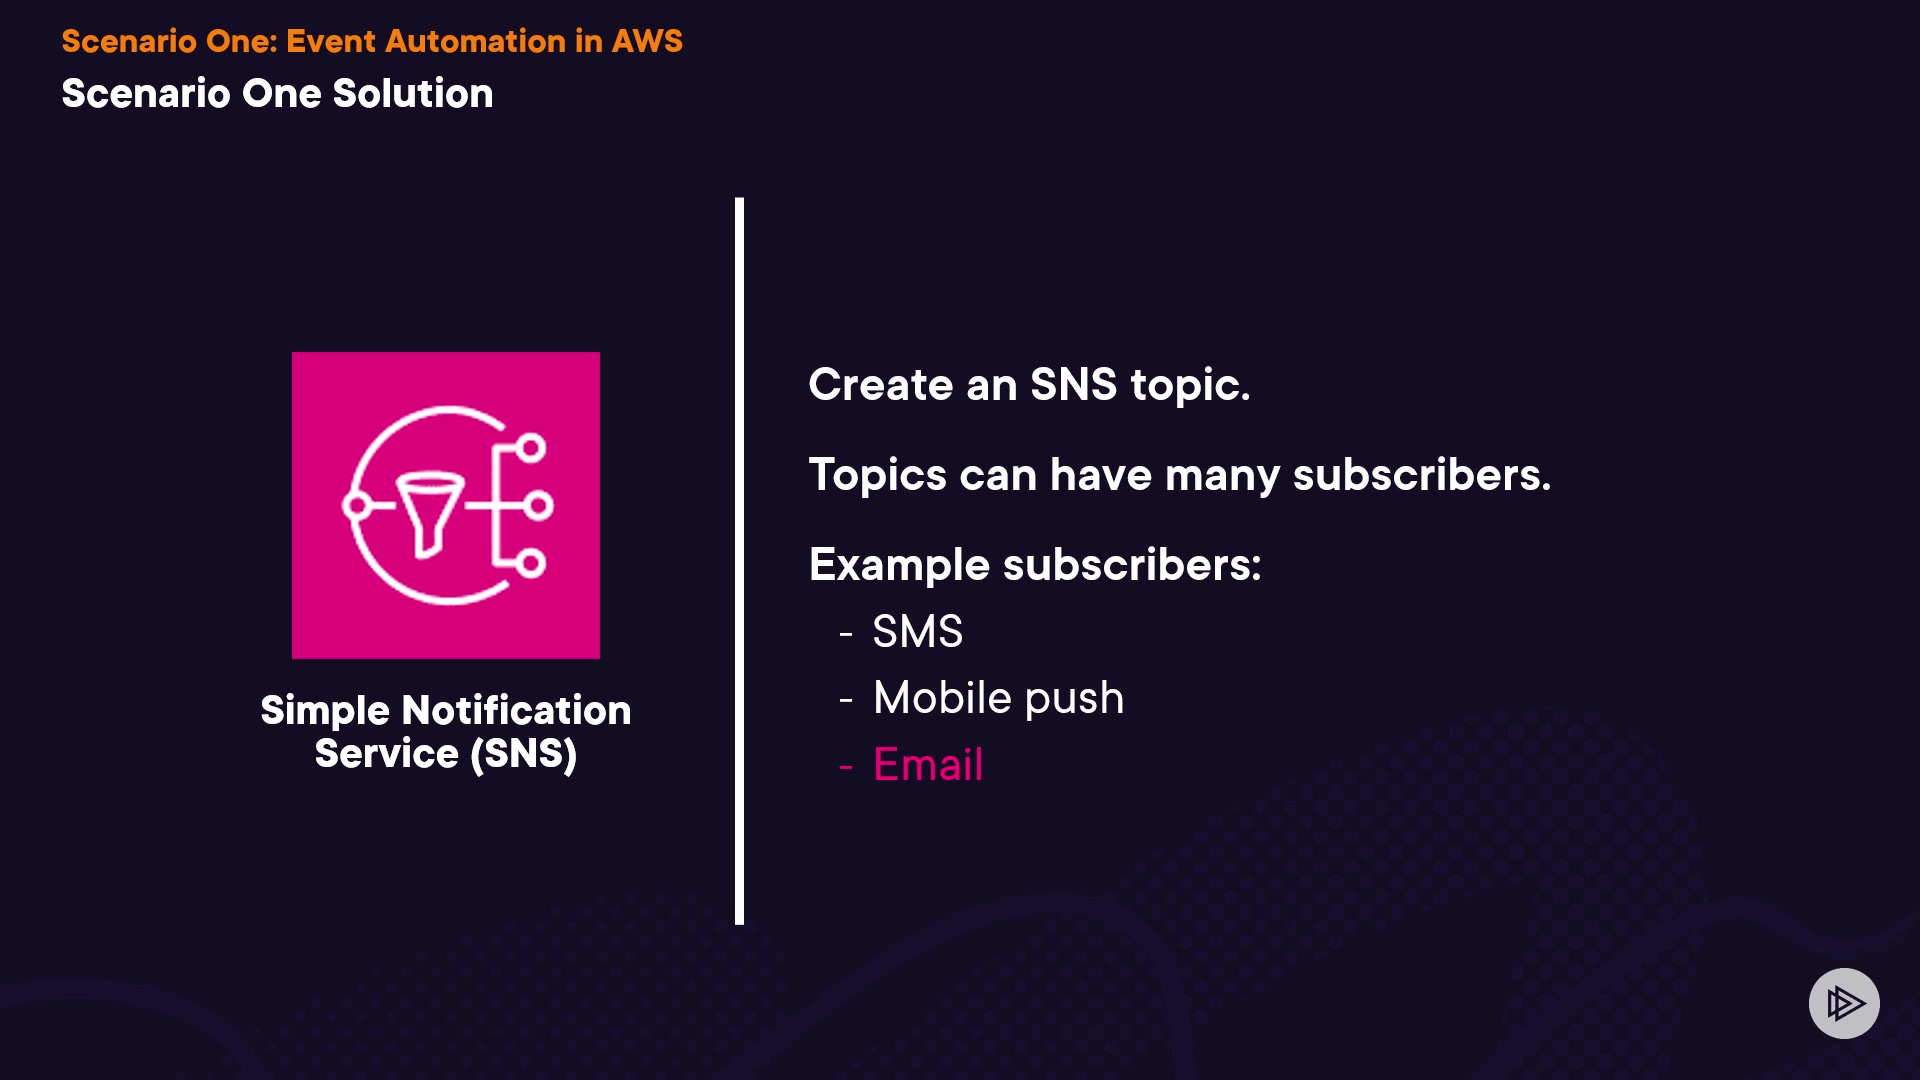 Scenario One: Event Automation in AWS
Scenario One Solution
Simple Notification
Service (SNS)
Create an SNS topic.
Topics can have many subscribers.
Example subscribers:
- SMS
- Mobile push
- Email